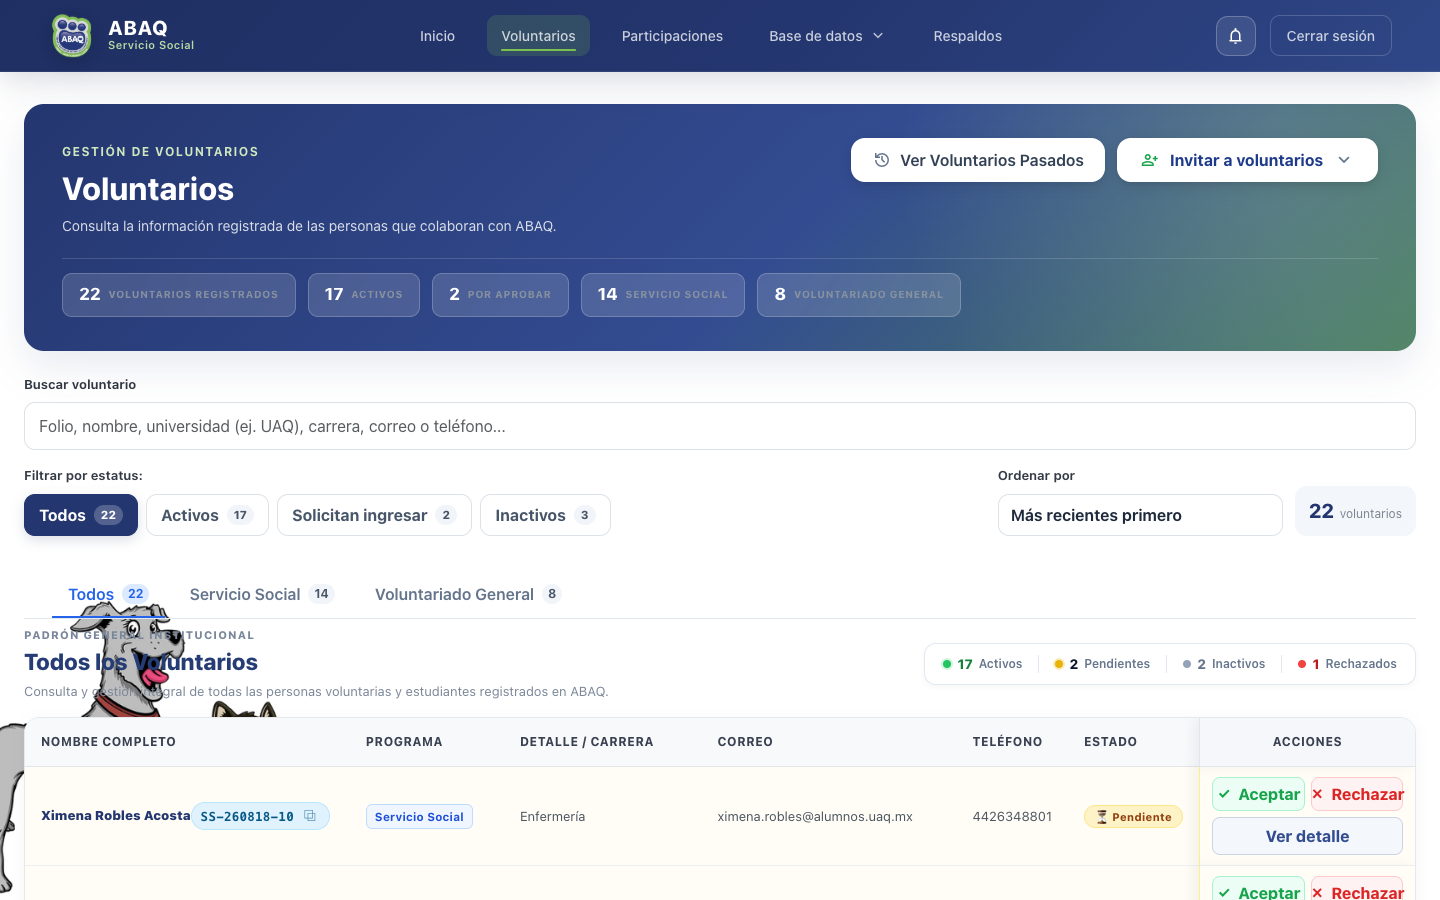 ABAQ
Servicio Social
ABAQ
Inicio
Voluntarios
Participaciones
Base de datos
Respaldos
Cerrar sesión
GESTIÓN DE VOLUNTARIOS
Voluntarios
Consulta la información registrada de las personas que colaboran con ABAQ.
Ver Voluntarios Pasados
Invitar a voluntarios
22 VOLUNTARIOS REGISTRADOS
17 ACTIVOS
2 POR APROBAR
14 SERVICIO SOCIAL
8 VOLUNTARIADO GENERAL
Buscar voluntario
Folio, nombre, universidad (ej. UAQ), carrera, correo o teléfono...
Filtrar por estatus:
Todos 22
Activos 17
Solicitan ingresar 2
Inactivos 3
Ordenar por
Más recientes primero
22 voluntarios
Todos 22
Servicio Social 14
Voluntariado General 8
PADRÓN GENERAL INSTITUCIONAL
Todos los Voluntarios
Consulta y gestión integral de todas las personas voluntarias y estudiantes registrados en ABAQ.
17 Activos
2 Pendientes
2 Inactivos
1 Rechazados
NOMBRE COMPLETO PROGRAMA DETALLE / CARRERA CORREO TELÉFONO ESTADO ACCIONES
Ximena Robles Acosta SS-260818-10 Servicio Social Enfermería ximena.robles@alumnos.uaq.mx 4426348801 Pendiente
Aceptar Rechazar
Ver detalle
Aceptar Rechazar